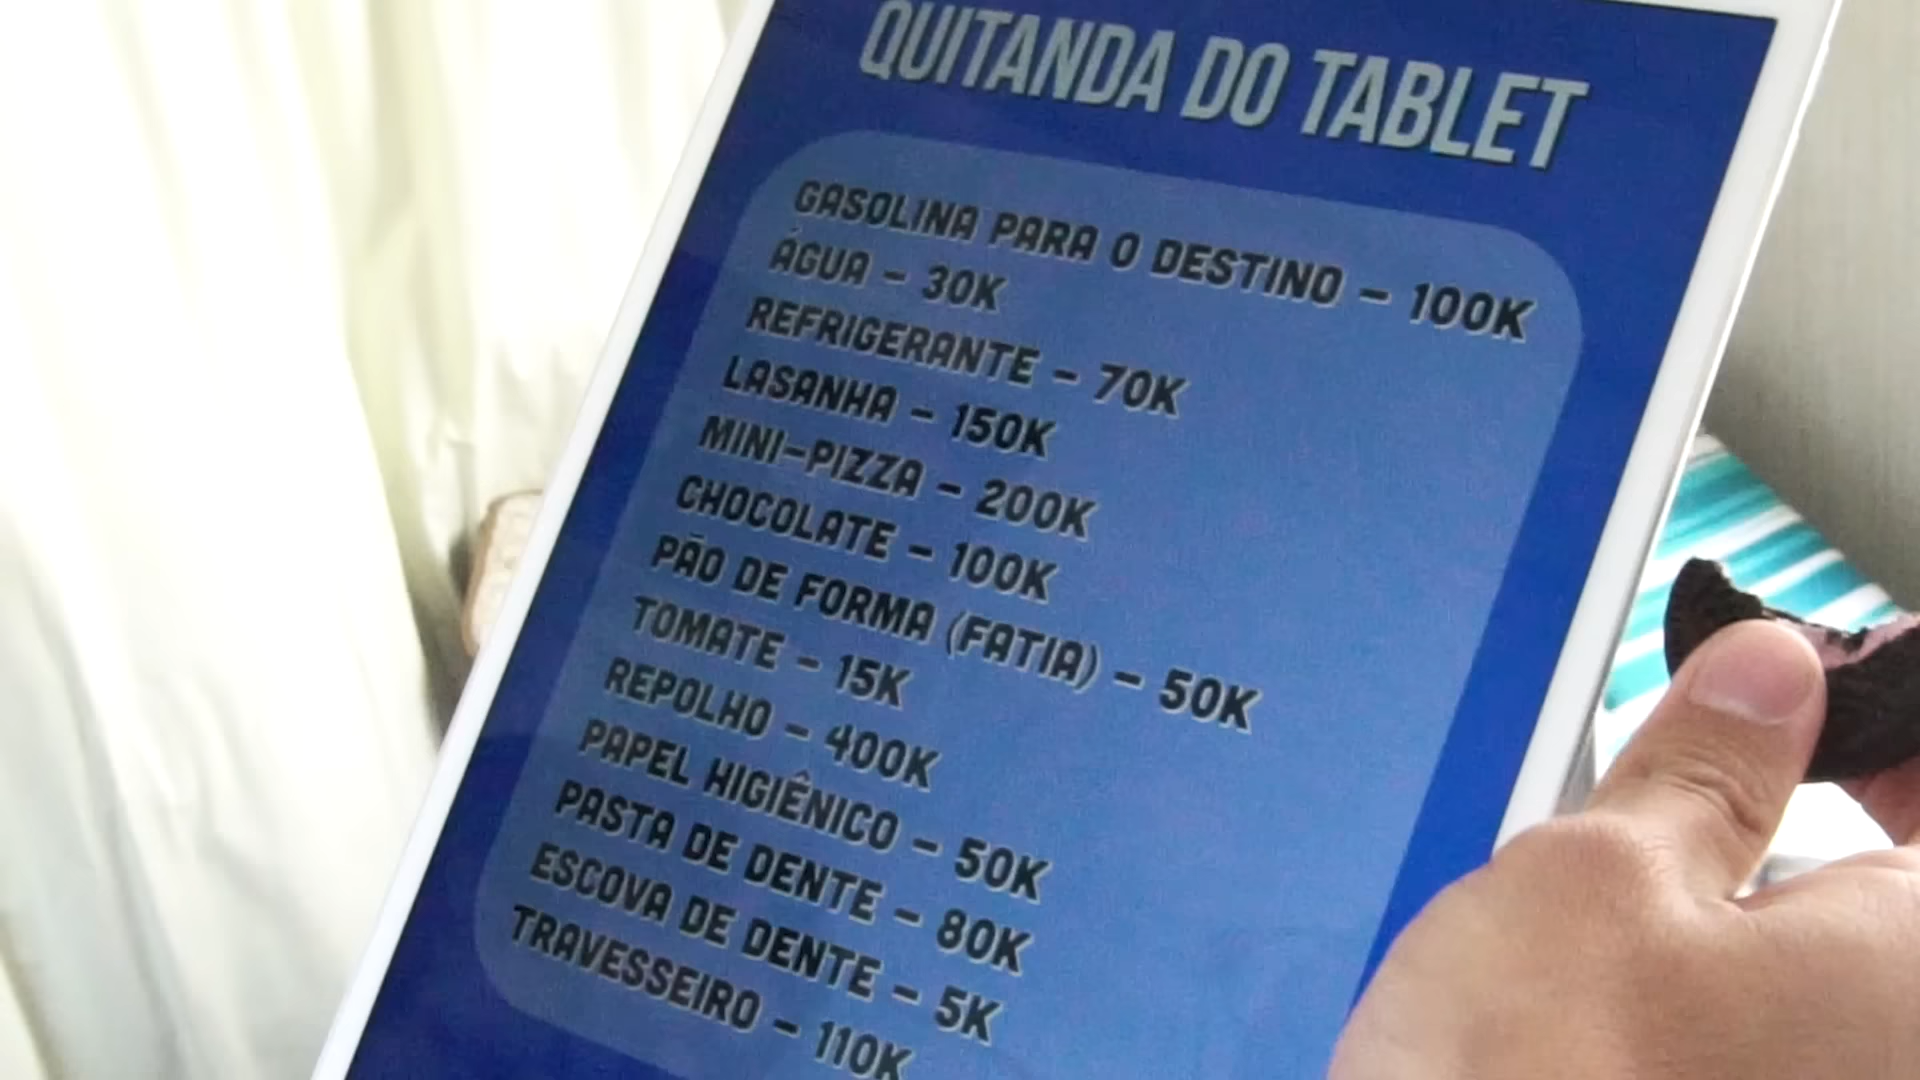 QUITANDA DO TABLET
GASOLINA PARA O DESTINO - 100K
ÁGUA - 30K
REFRIGERANTE - 70K
LASANHA - 150K
MINI-PIZZA - 200K
CHOCOLATE - 100K
PÃO DE FORMA (FATIA) - 50K
TOMATE - 15K
REPOLHO - 400K
PAPEL HIGIÊNICO - 50K
PASTA DE DENTE - 80K
ESCOVA DE DENTE - 5K
TRAVESSEIRO - 110K